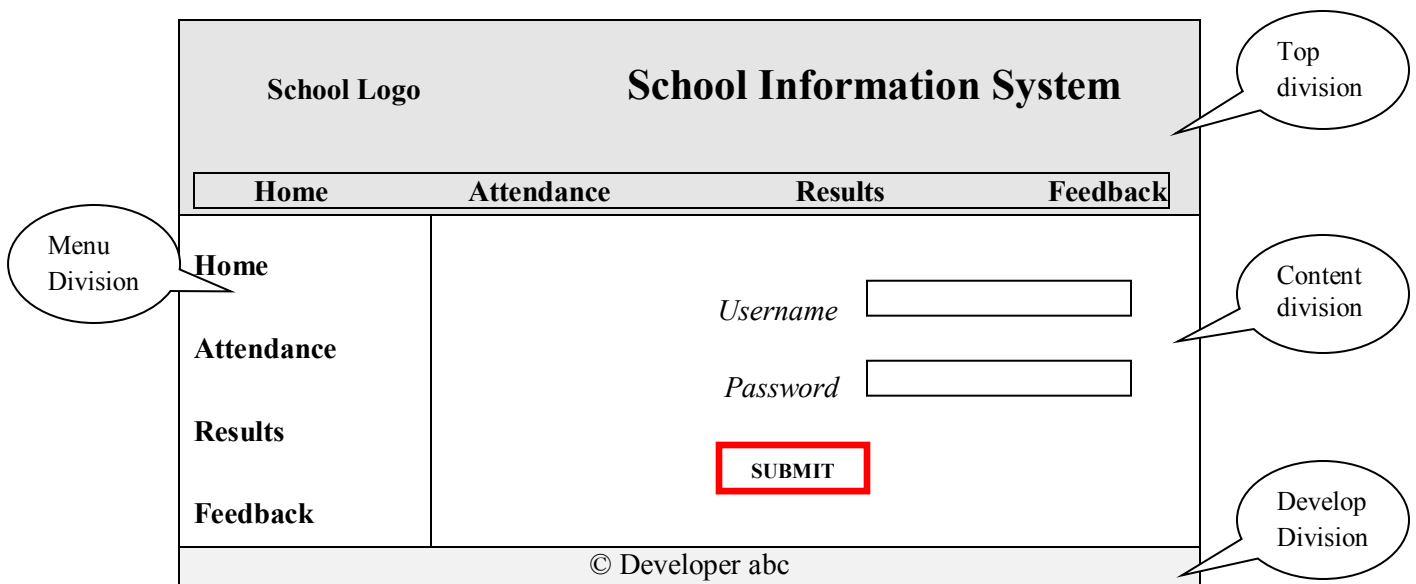 Top
division
School Logo
School Information System
Home Attendance Results Feedback
Menu
Division
Home
Attendance
Results
Feedback
Username
Password
SUBMIT
Content
division
Develop
Division
© Developer abc